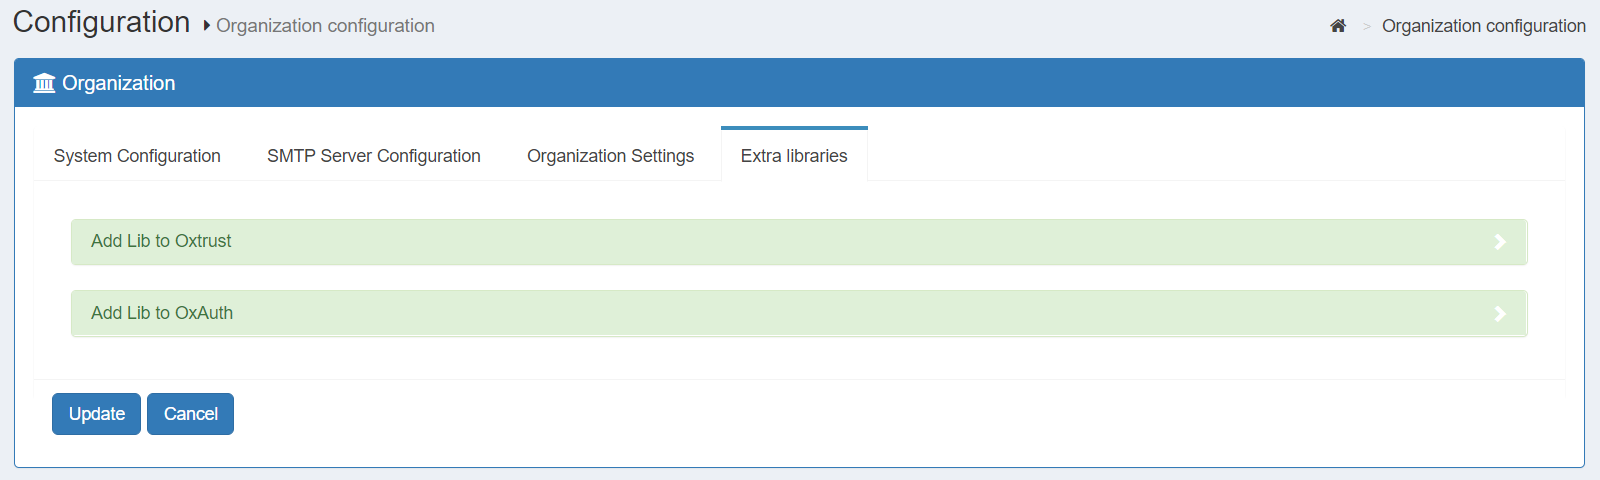 Configuration Organization configuration > Organization configuration
Organization
System Configuration SMTP Server Configuration Organization Settings Extra libraries
Add Lib to Oxtrust
Add Lib to OxAuth
Update Cancel